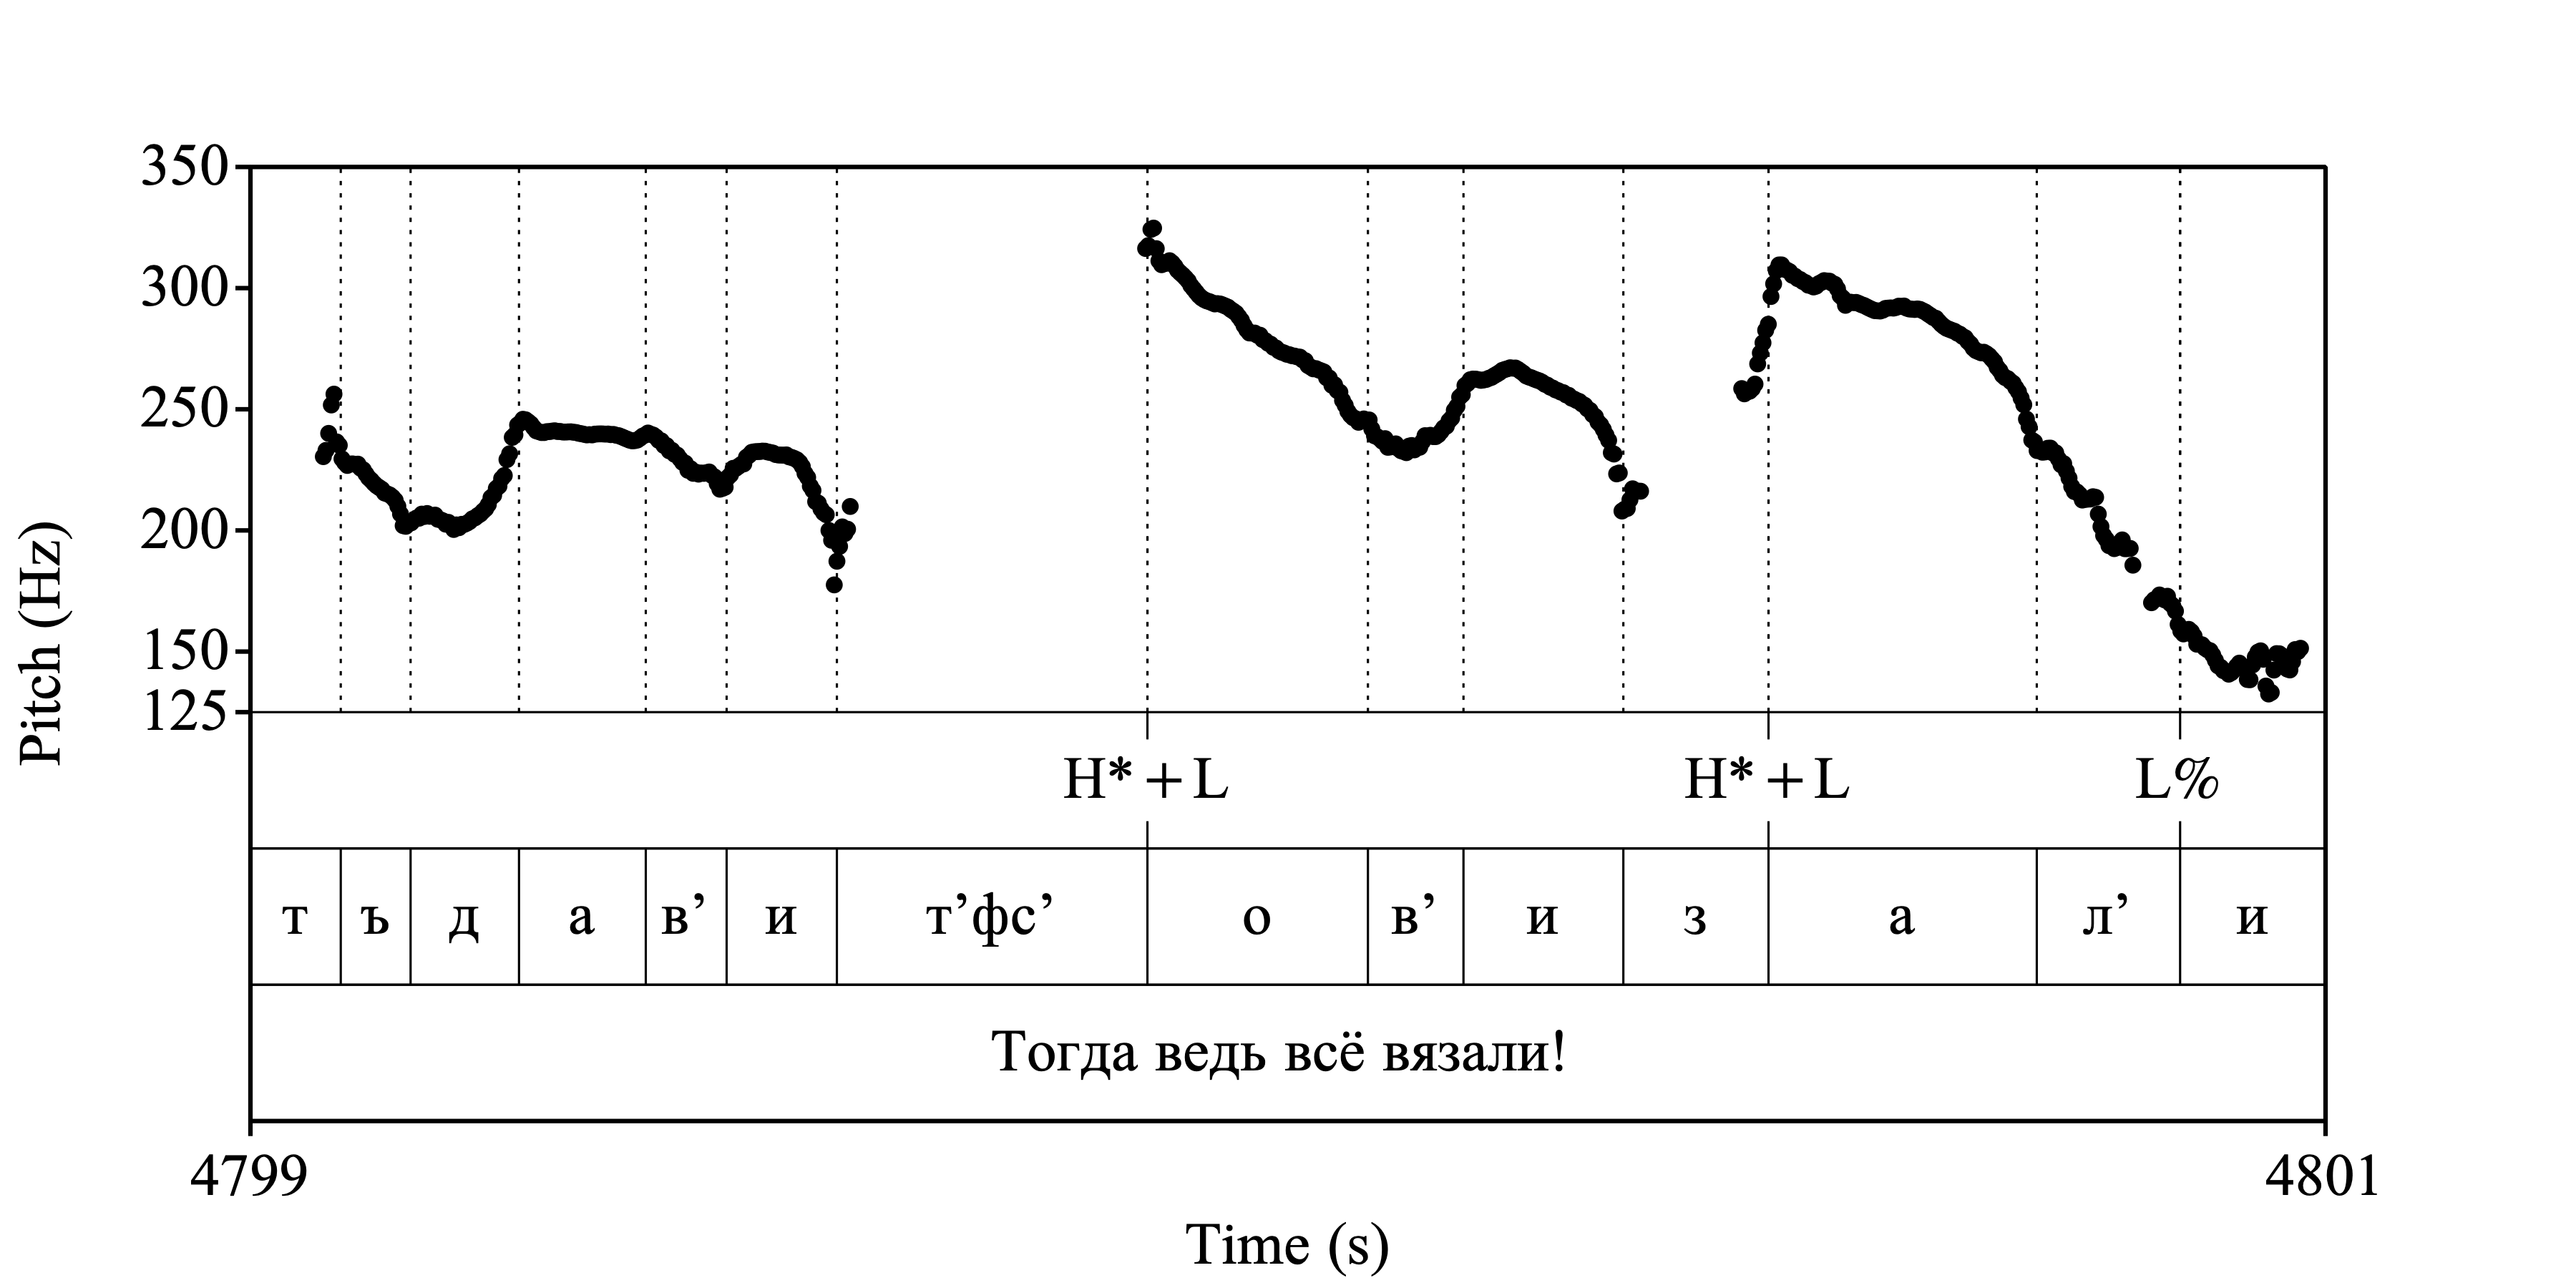 Pitch (Hz)
350
300
250
200
150
125
H* + L H* + L L%
т ъ д а в’ и т’фс’ о в’ и з а л’ и
Тогда ведь всё вязали!
4799 4801
Time (s)